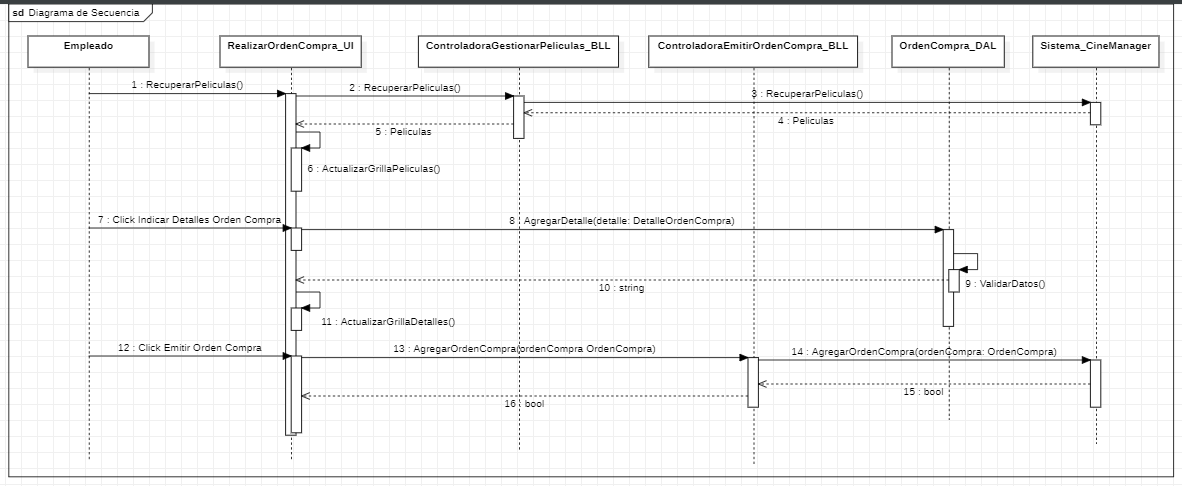 sd Diagrama de Secuencia
Empleado
RealizarOrdenCompra_UI
ControladoraGestionarPeliculas_BLL
ControladoraEmitirOrdenCompra_BLL
OrdenCompra_DAL
Sistema_CineManager
1 : RecuperarPeliculas()
2 : RecuperarPeliculas()
3 : RecuperarPeliculas()
4 : Peliculas
5 : Peliculas
6 : ActualizarGrillaPeliculas()
7 : Click Indicar Detalles Orden Compra
8 : AgregarDetalle(detalle: DetalleOrdenCompra)
9 : ValidarDatos()
10 : string
11 : ActualizarGrillaDetalles()
12 : Click Emitir Orden Compra
13 : AgregarOrdenCompra(ordenCompra OrdenCompra)
14 : AgregarOrdenCompra(ordenCompra: OrdenCompra)
15 : bool
16 : bool